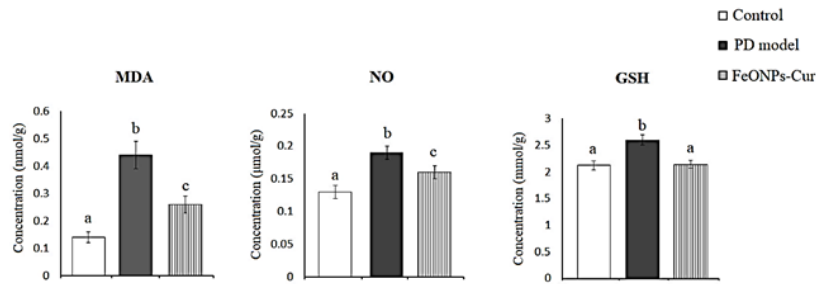 Control
PD model
FeONPs-Cur
MDA
Concentration (nmol/g)
0.6
0.5
0.4
0.3
0.2
0.1
0
a
b
c
NO
Concentration (µmol/g)
0.25
0.2
0.15
0.1
0.05
0
a
b
c
GSH
Concentration (mmol/g)
3
2.5
2
1.5
1
0.5
0
a
b
a